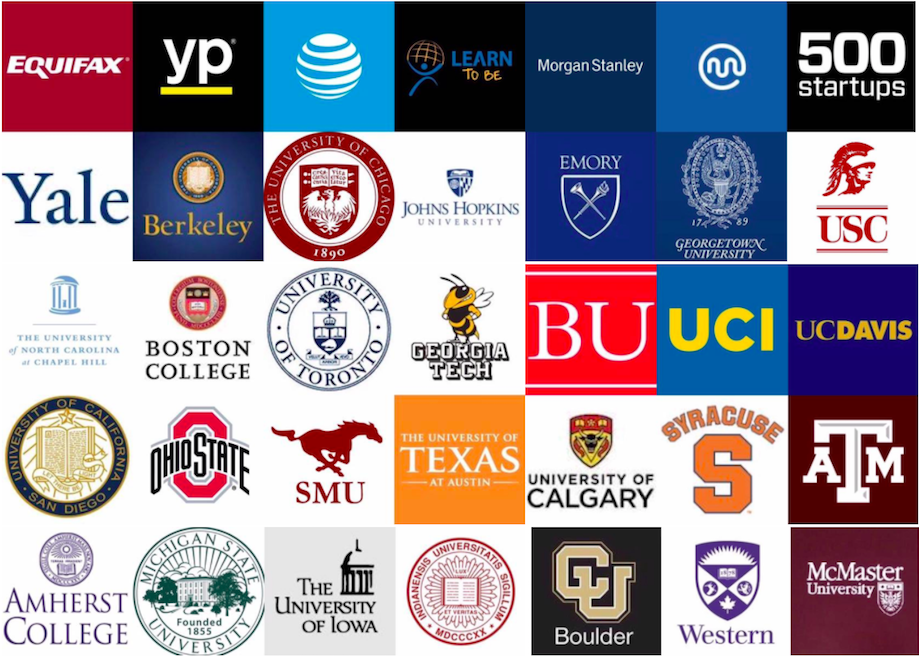 EQUIFAX
yp
LEARN
TO BE
Morgan Stanley
500
startups
Yale
Berkeley
THE UNIVERSITY OF CHICAGO
1890
JOHNS HOPKINS
UNIVERSITY
EMORY
17 89
GEORGETOWN
UNIVERSITY
USC
THE UNIVERSITY
of NORTH CAROLINA
at CHAPEL HILL
BOSTON
COLLEGE
UNIVERSITY
OF TORONTO
GEORGIA
TECH
BU
UCI
UCDAVIS
UNIVERSITY OF CALIFORNIA
SAN DIEGO
OHIO STATE
SMU
THE UNIVERSITY OF
TEXAS
AT AUSTIN
UNIVERSITY OF
CALGARY
SYRACUSE
S
ATM
AMHERST
COLLEGE
MICHIGAN STATE
UNIVERSITY
Founded
1855
THE
UNIVERSITY
OF IOWA
INDIANENSIS UNIVERSITATIS SIGILLUM
MDCCCXX
ET VERITAS
CU
Boulder
Western
McMaster
University